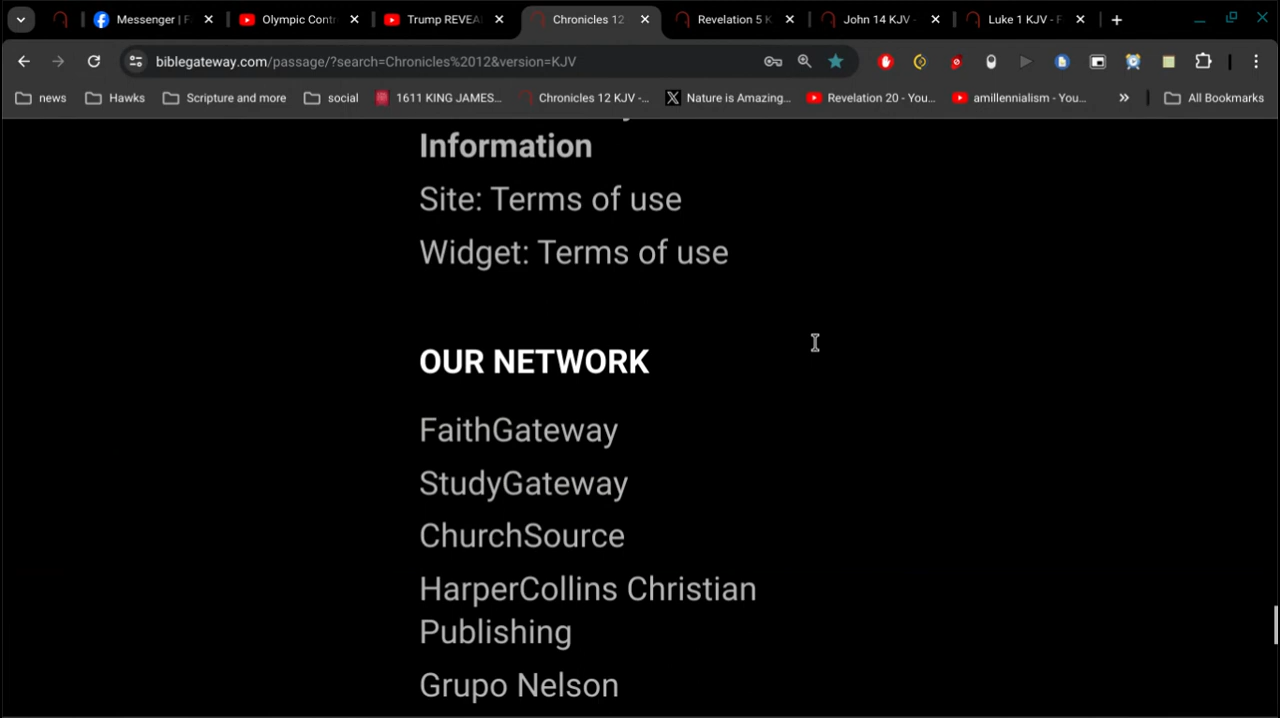 Messenger | F
Olympic Contr
Trump REVEA
Chronicles 12
Revelation 5 K
John 14 KJV -
Luke 1 KJV - F
biblegateway.com/passage/?search=Chronicles%2012&version=KJV
news
Hawks
Scripture and more
social
1611 KING JAMES...
Chronicles 12 KJV -...
Nature is Amazing...
Revelation 20 - You...
amillennialism - You...
All Bookmarks
Information
Site: Terms of use
Widget: Terms of use
OUR NETWORK
FaithGateway
StudyGateway
ChurchSource
HarperCollins Christian
Publishing
Grupo Nelson